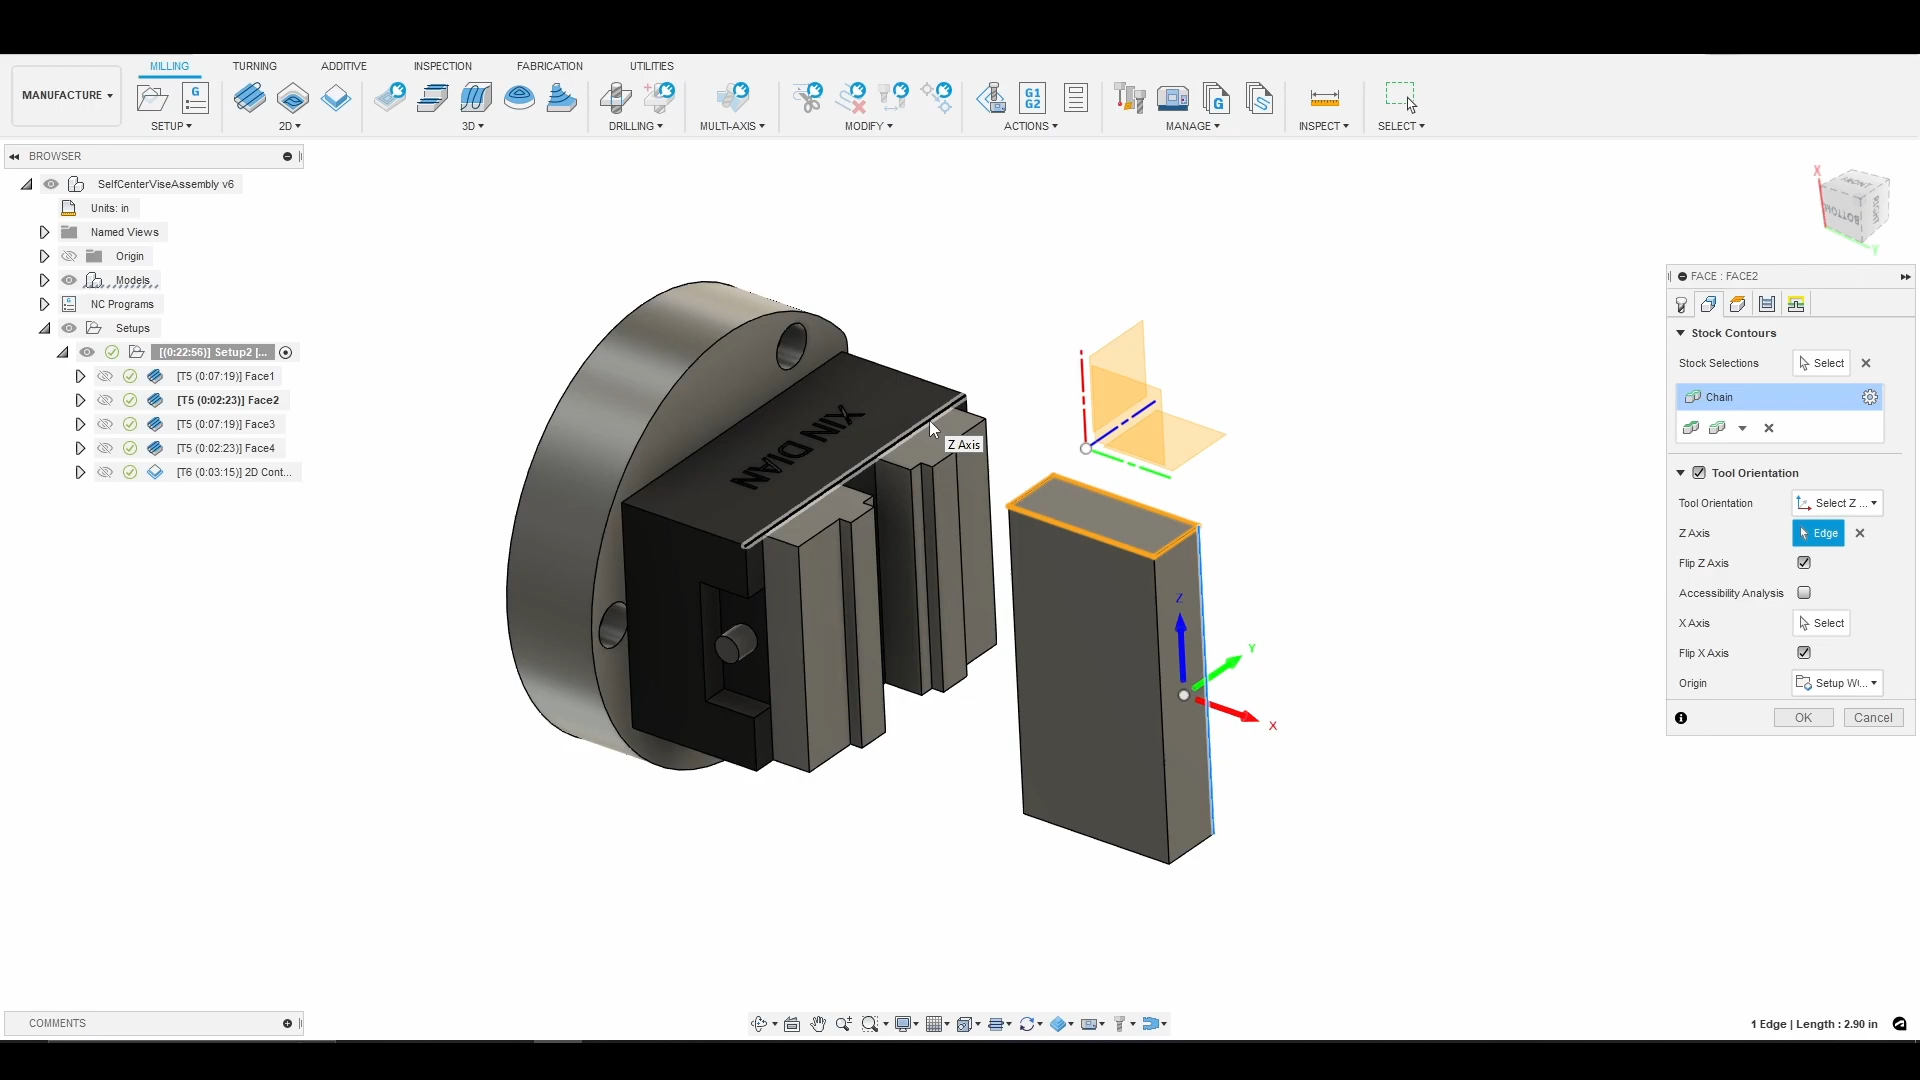 MILLING TURNING ADDITIVE INSPECTION FABRICATION UTILITIES
MANUFACTURE
G
G1
G2
G
SETUP 2D 3D DRILLING MULTI-AXIS MODIFY ACTIONS MANAGE INSPECT SELECT
BROWSER
SelfCenterViseAssembly v6
Units: in
Named Views
Origin
Models
NC Programs
Setups
[(0:22:56)] Setup2 |...
[T5 (0:07:19)] Face1
[T5 (0:02:23)] Face2
[T5 (0:07:19)] Face3
[T5 (0:02:23)] Face4
[T6 (0:03:15)] 2D Cont...
XIN DIAN
Z Axis
Z
Y
X
X
FRONT
BOTTOM
RIGHT
Y
FACE : FACE2
Stock Contours
Stock Selections Select
Chain
Tool Orientation
Tool Orientation Select Z ...
Z Axis Edge
Flip Z Axis
Accessibility Analysis
X Axis Select
Flip X Axis
Origin Setup W...
OK Cancel
COMMENTS
1 Edge | Length : 2.90 in